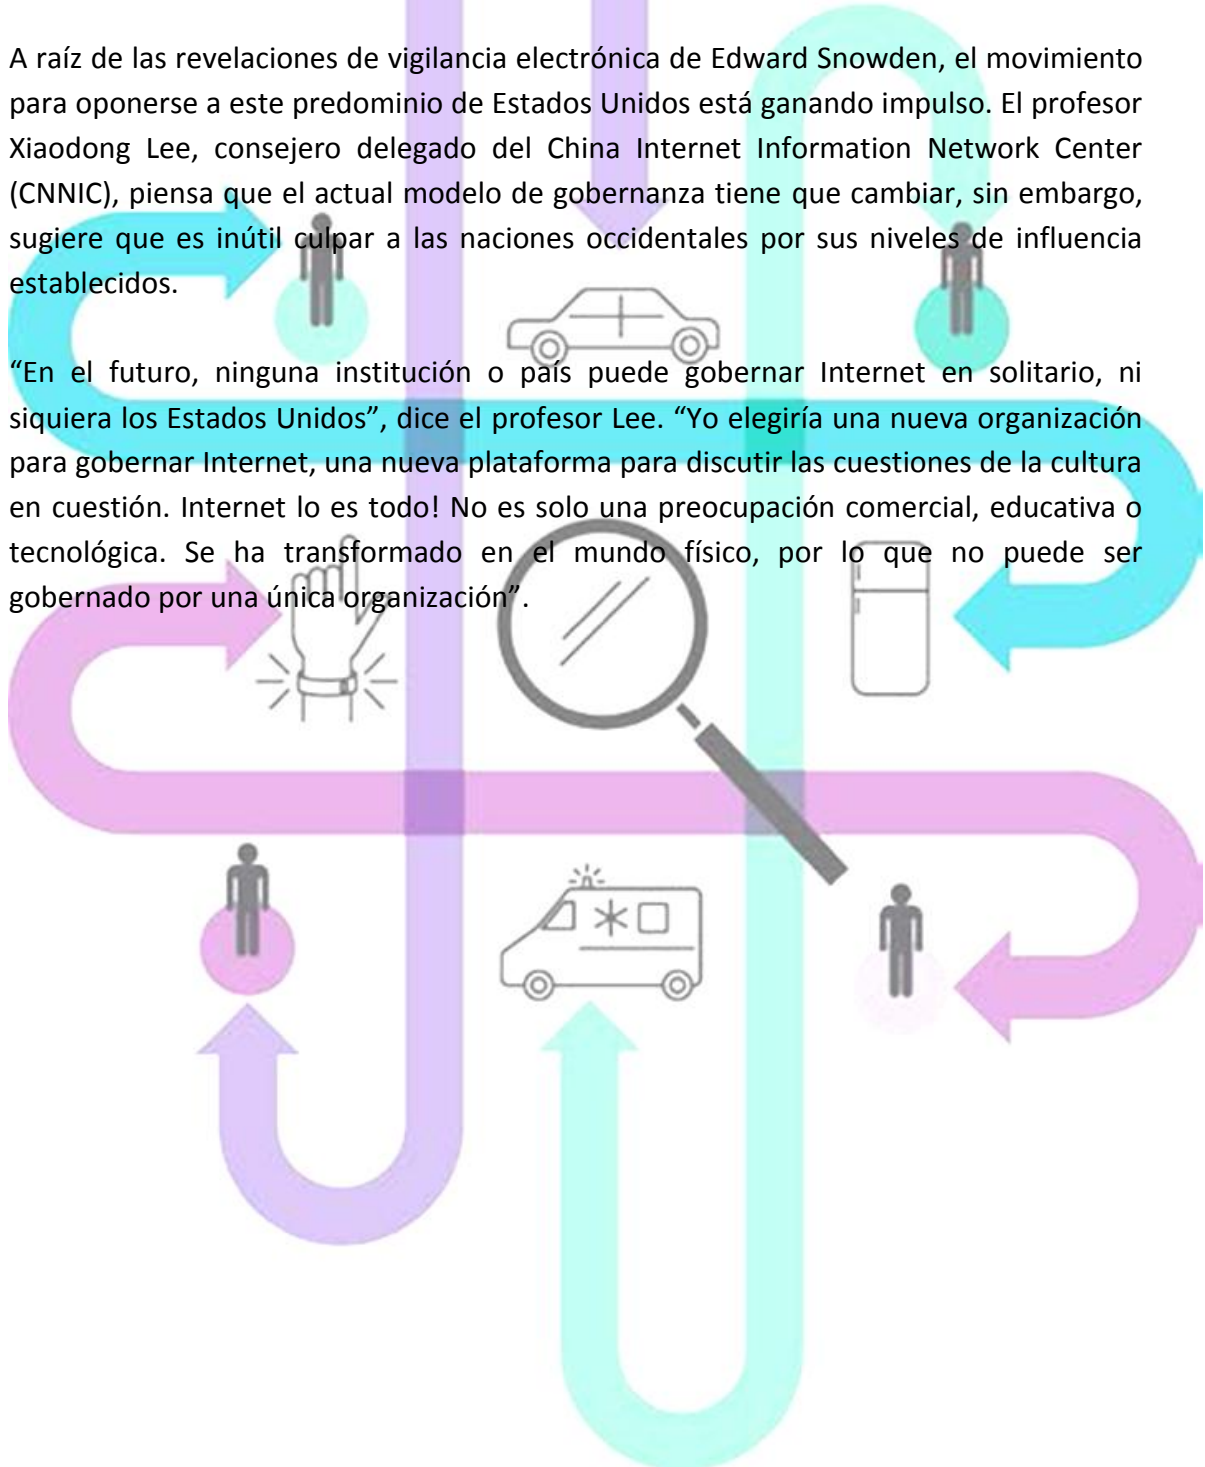 A raíz de las revelaciones de vigilancia electrónica de Edward Snowden, el movimiento
para oponerse a este predominio de Estados Unidos está ganando impulso. El profesor
Xiaodong Lee, consejero delegado del China Internet Information Network Center
(CNNIC), piensa que el actual modelo de gobernanza tiene que cambiar, sin embargo,
sugiere que es inútil culpar a las naciones occidentales por sus niveles de influencia
establecidos.
“En el futuro, ninguna institución o país puede gobernar Internet en solitario, ni
siquiera los Estados Unidos”, dice el profesor Lee. “Yo elegiría una nueva organización
para gobernar Internet, una nueva plataforma para discutir las cuestiones de la cultura
en cuestión. Internet lo es todo! No es solo una preocupación comercial, educativa o
tecnológica. Se ha transformado en el mundo físico, por lo que no puede ser
gobernado por una única organización”.